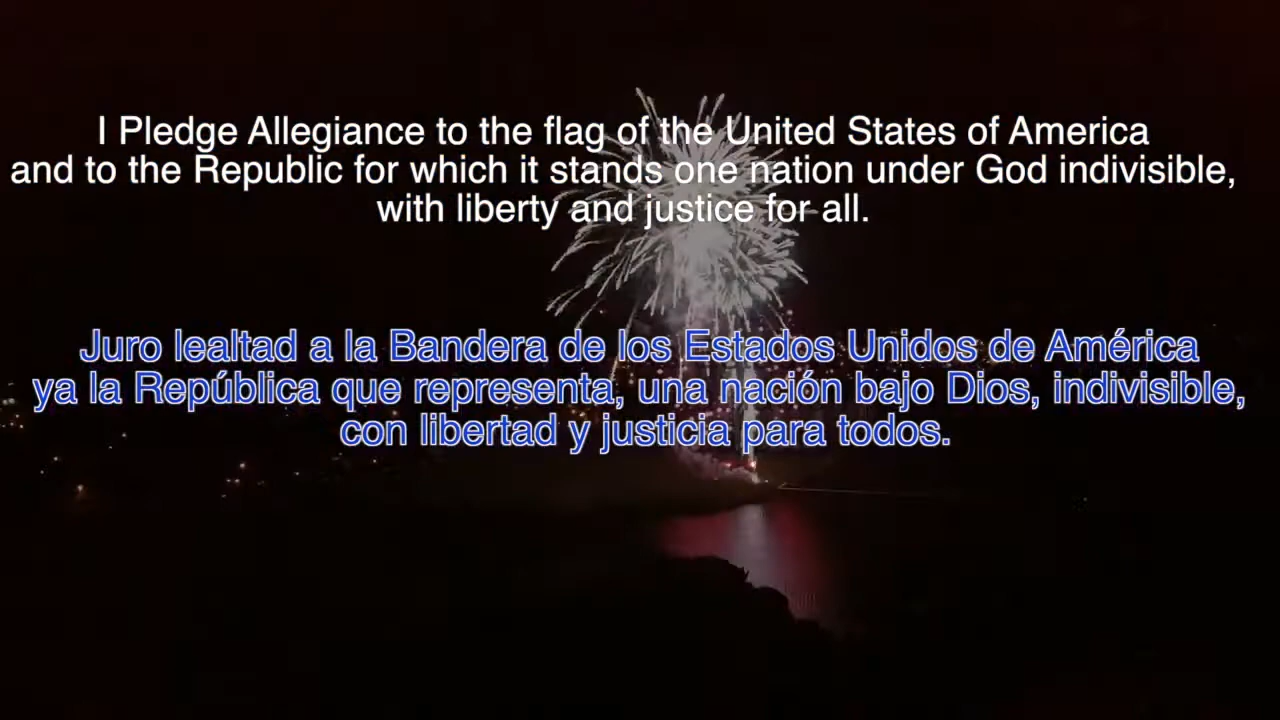 I Pledge Allegiance to the flag of the United States of America
and to the Republic for which it stands one nation under God indivisible,
with liberty and justice for all.
Juro lealtad a la Bandera de los Estados Unidos de América
ya la República que representa, una nación bajo Dios, indivisible,
con libertad y justicia para todos.